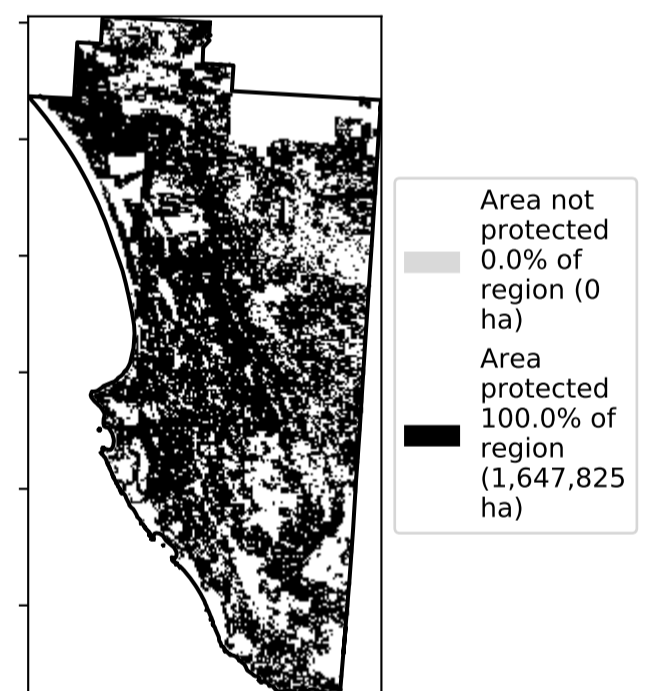 Area not
protected
0.0% of
region (0
ha)
Area
protected
100.0% of
region
(1,647,825
ha)